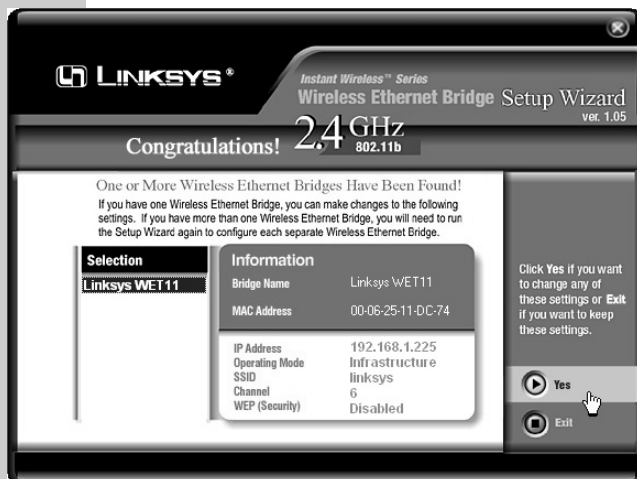 LINKSYS®
Instant Wireless™ Series
Wireless Ethernet Bridge Setup Wizard
ver. 1.05
Congratulations! 2.4 GHz
802.11b
One or More Wireless Ethernet Bridges Have Been Found!
If you have one Wireless Ethernet Bridge, you can make changes to the following
settings. If you have more than one Wireless Ethernet Bridge, you will need to run
the Setup Wizard again to configure each separate Wireless Ethernet Bridge.
Selection
Linksys WET11
Information
Bridge Name Linksys WET11
MAC Address 00-06-25-11-DC-74
IP Address 192.168.1.225
Operating Mode Infrastructure
SSID linksys
Channel 6
WEP (Security) Disabled
Click Yes if you want
to change any of
these settings or Exit
if you want to keep
these settings.
Yes
Exit